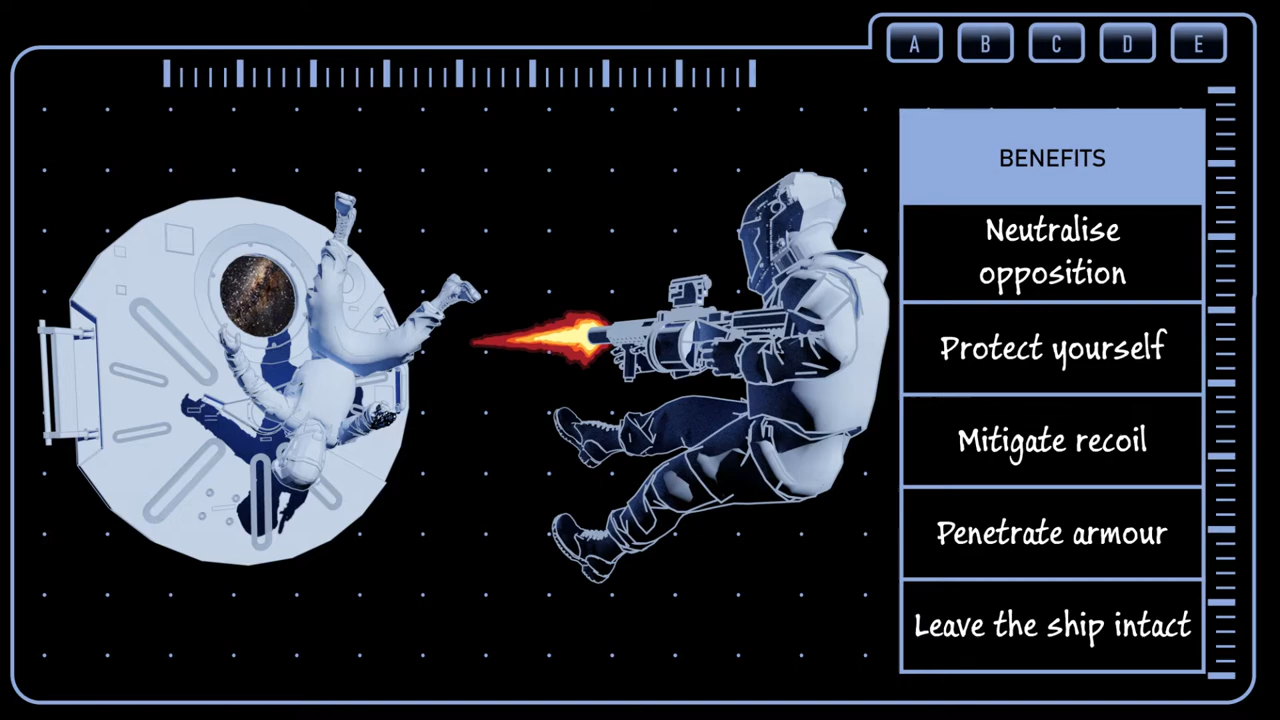 A B C D E
BENEFITS
Neutralise
opposition
Protect yourself
Mitigate recoil
Penetrate armour
Leave the ship intact